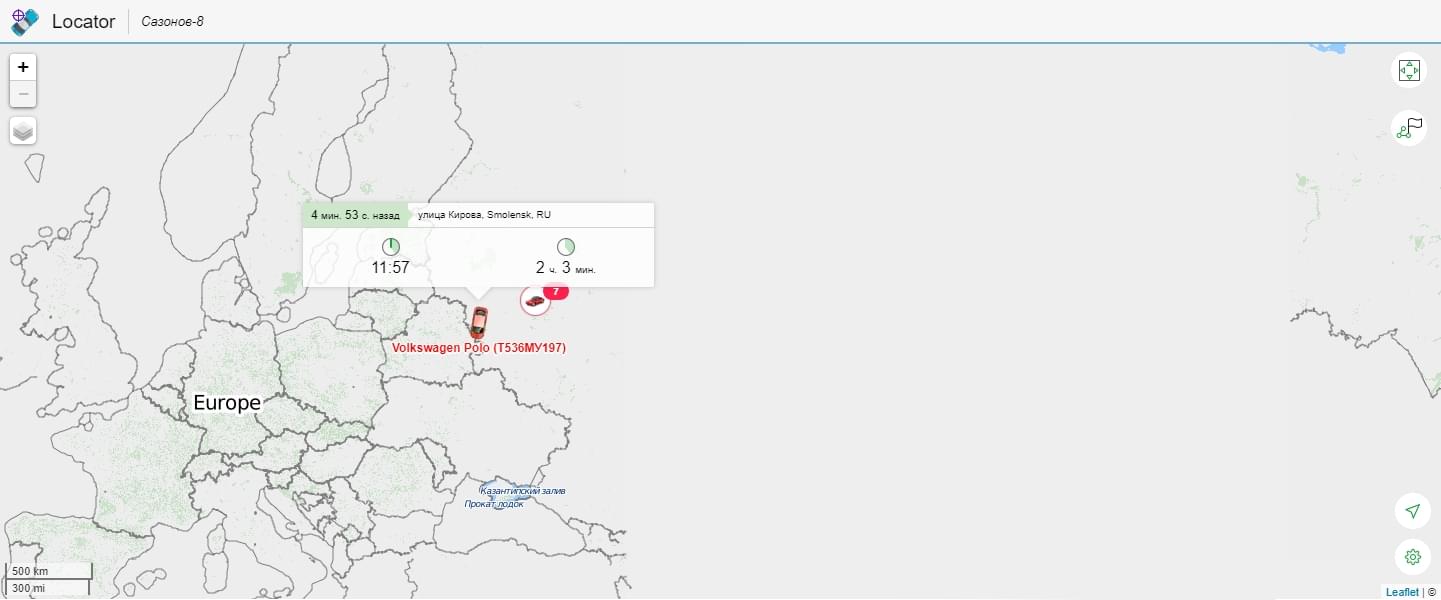 Locator
Сазонов-8
+
−
4 мин. 53 с. назад
улица Кирова, Smolensk, RU
11:57
2 ч. 3 мин.
7
Volkswagen Polo (Т536МУ197)
Europe
Казантипский залив
Прокат лодок
500 km
300 mi
Leaflet | ©